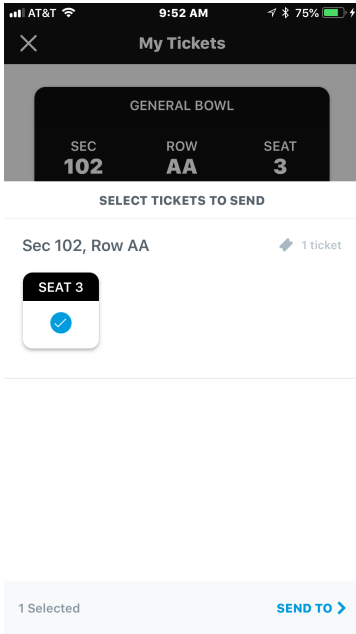 AT&T 9:52 AM 75%
My Tickets
GENERAL BOWL
SEC ROW SEAT
102 AA 3
SELECT TICKETS TO SEND
Sec 102, Row AA 1 ticket
SEAT 3
1 Selected SEND TO